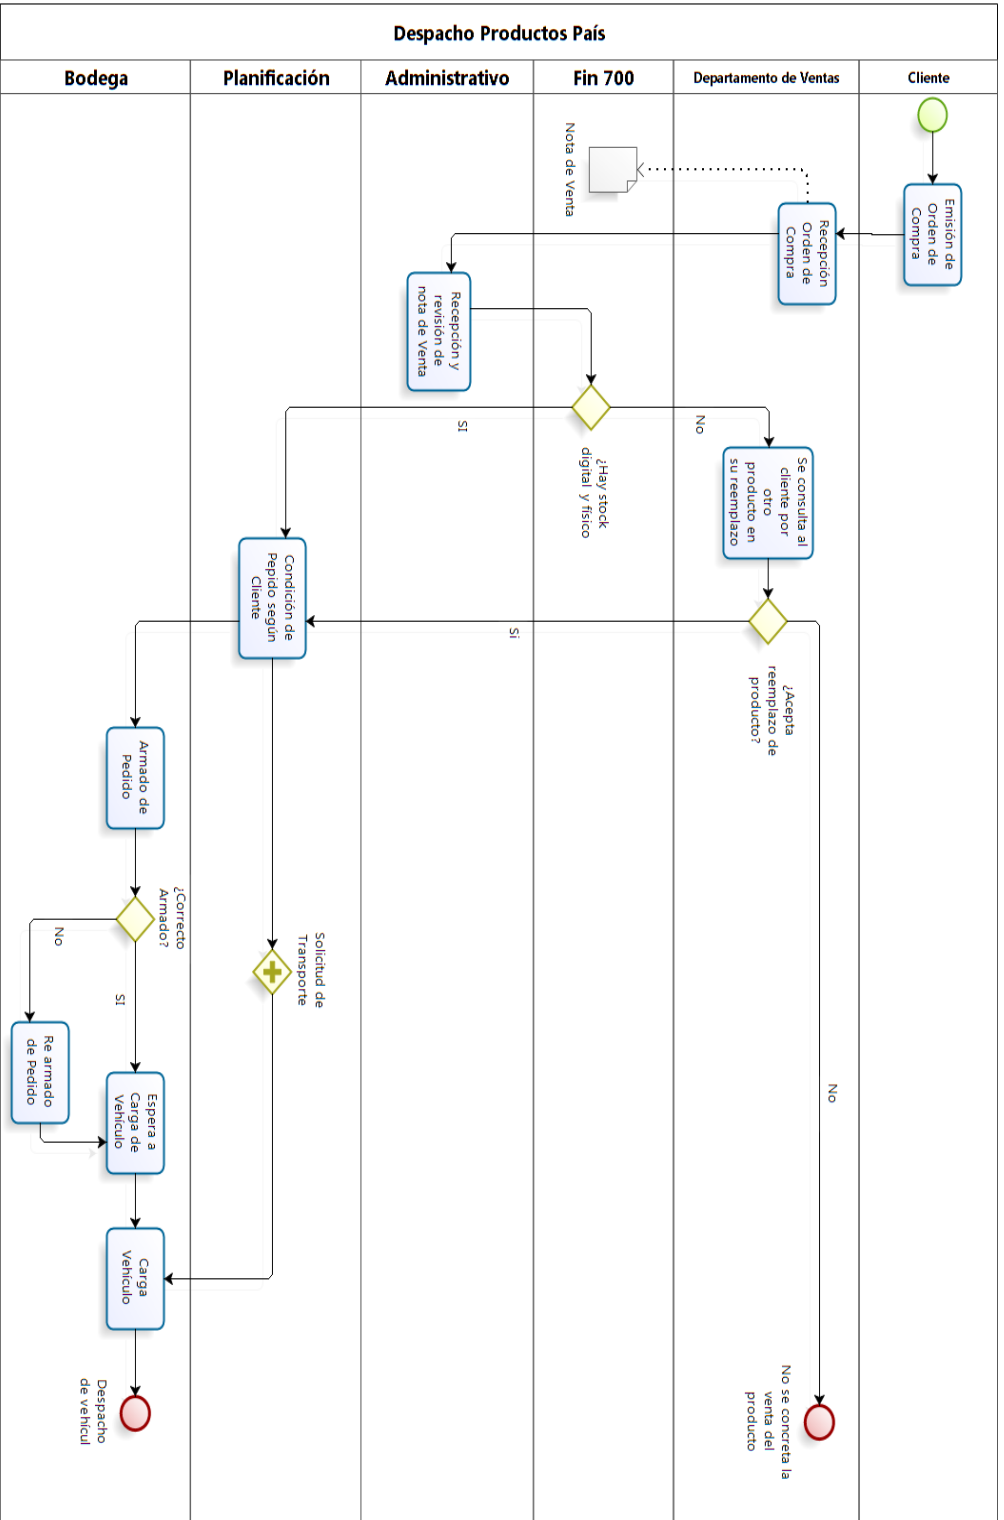 Despacho Productos País
Bodega
Planificación
Administrativo
Fin 700
Departamento de Ventas
Cliente
Emisión de
Orden de
Compra
Recepción
Orden de
Compra
Nota de Venta
Recepción y
revisión de
nota de Venta
¿Hay stock
digital y físico
SI
No
Se consulta al
cliente por
otro
producto en
su reemplazo
¿Acepta
reemplazo de
producto?
Si
No
Condición de
Pepido según
Cliente
Armado de
Pedido
¿Correcto
Armado?
No
SI
Solicitud de
Transporte
Re armado
de Pedido
Espera a
Carga de
Vehículo
Carga
Vehículo
Despacho
de vehícul
No se concreta la
venta del
producto